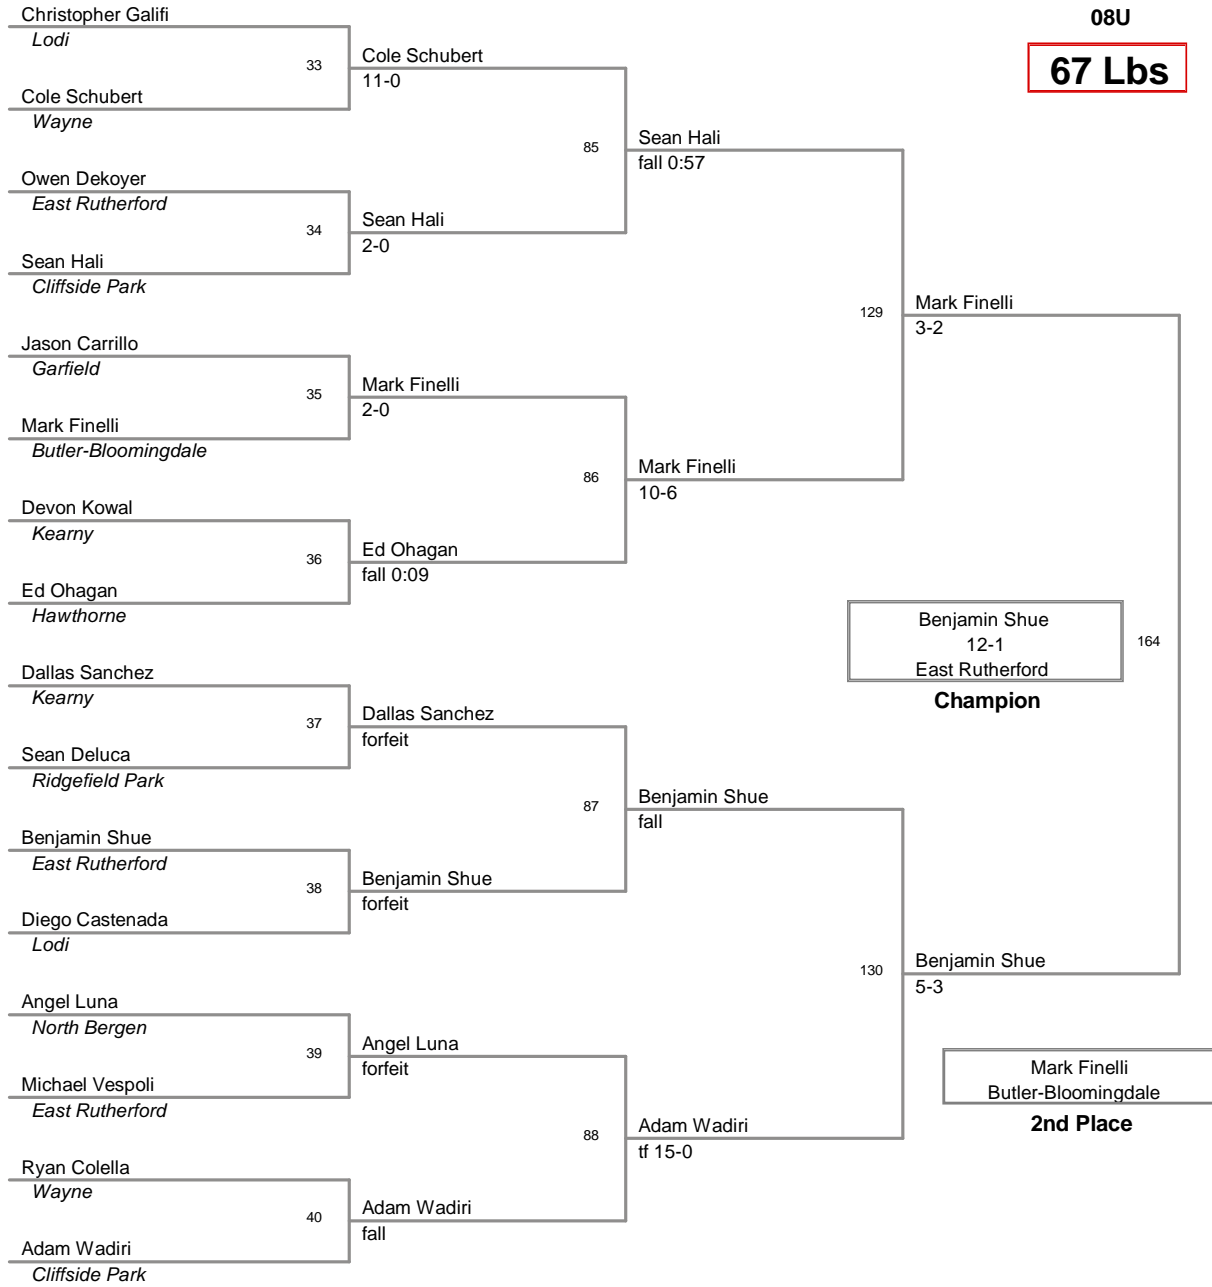 Christopher Galifi
Lodi
33
Cole Schubert
Wayne
Cole Schubert
11-0
Owen Dekoyer
East Rutherford
34
Sean Hali
Cliffside Park
Sean Hali
2-0
85
Sean Hali
fall 0:57
Jason Carrillo
Garfield
35
Mark Finelli
Butler-Bloomingdale
Mark Finelli
2-0
Devon Kowal
Kearny
36
Ed Ohagan
Hawthorne
Ed Ohagan
fall 0:09
86
Mark Finelli
10-6
129
Mark Finelli
3-2
Dallas Sanchez
Kearny
37
Sean Deluca
Ridgefield Park
Dallas Sanchez
forfeit
Benjamin Shue
East Rutherford
38
Diego Castenada
Lodi
Benjamin Shue
forfeit
87
Benjamin Shue
fall
Angel Luna
North Bergen
39
Michael Vespoli
East Rutherford
Angel Luna
forfeit
Ryan Colella
Wayne
40
Adam Wadiri
Cliffside Park
Adam Wadiri
fall
88
Adam Wadiri
tf 15-0
130
Benjamin Shue
5-3
08U
67 Lbs
Benjamin Shue
12-1
East Rutherford
Champion
164
Mark Finelli
Butler-Bloomingdale
2nd Place